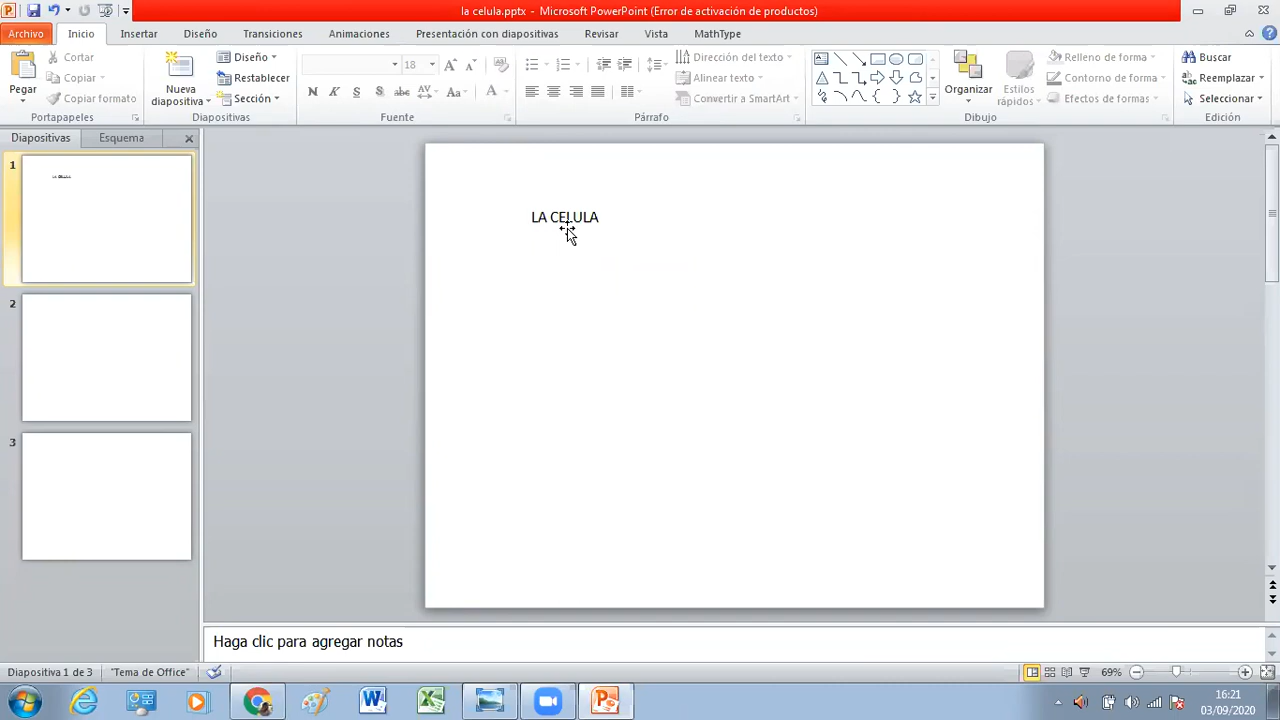 la celula.pptx - Microsoft PowerPoint (Error de activación de productos)
Archivo Inicio Insertar Diseño Transiciones Animaciones Presentación con diapositivas Revisar Vista MathType
Pegar
Cortar
Copiar
Copiar formato
Portapapeles
Nueva diapositiva
Diseño
Restablecer
Sección
Diapositivas
18
N K S S abc AV Aa A
Fuente
Dirección del texto
Alinear texto
Convertir a SmartArt
Párrafo
Organizar
Estilos rápidos
Relleno de forma
Contorno de forma
Efectos de formas
Dibujo
Buscar
Reemplazar
Seleccionar
Edición
Diapositivas Esquema
1
2
3
LA CELULA
Haga clic para agregar notas
Diapositiva 1 de 3 "Tema de Office" 69%
16:21
03/09/2020